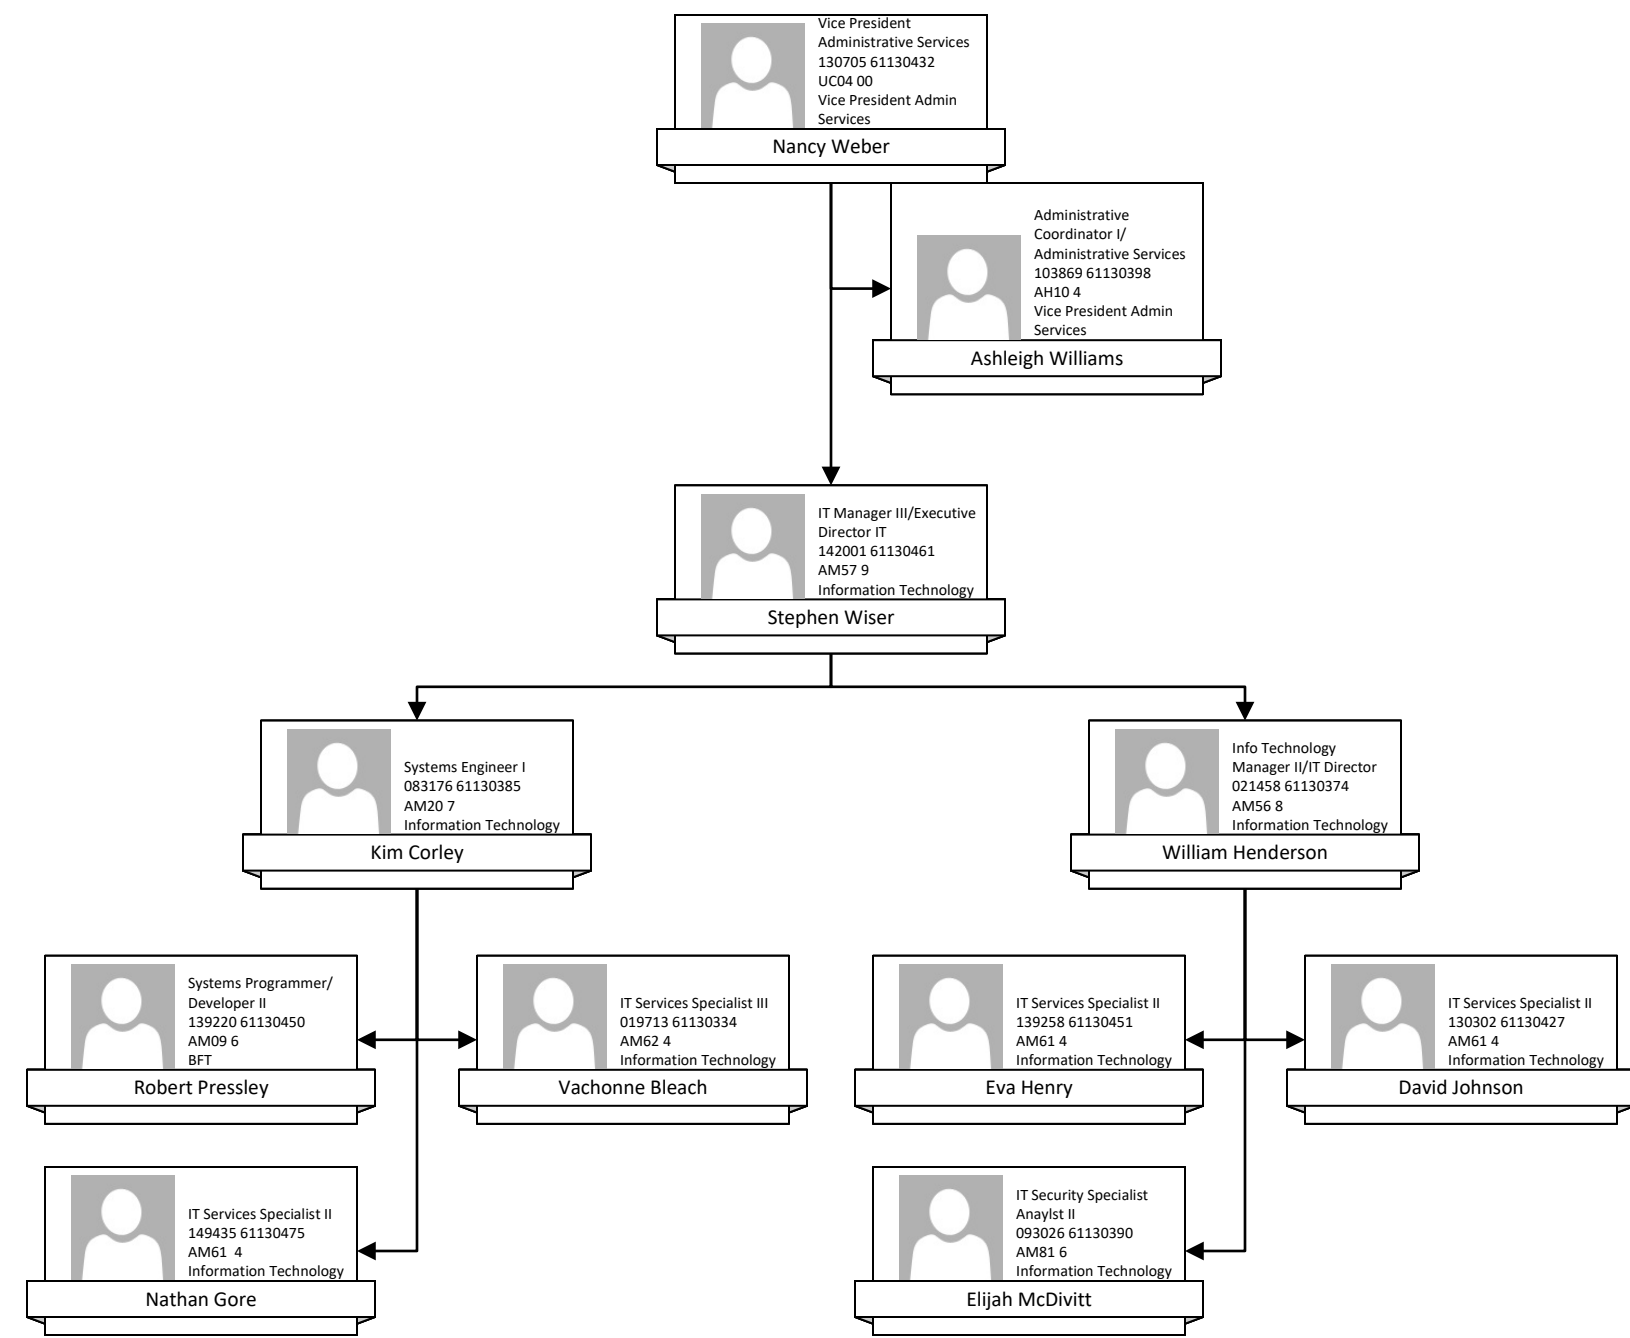 Vice President
Administrative Services
130705 61130432
UC04 00
Vice President Admin
Services
Nancy Weber
Administrative
Coordinator I/
Administrative Services
103869 61130398
AH10 4
Vice President Admin
Services
Ashleigh Williams
IT Manager III/Executive
Director IT
142001 61130461
AM57 9
Information Technology
Stephen Wiser
Systems Engineer I
083176 61130385
AM20 7
Information Technology
Kim Corley
Info Technology
Manager II/IT Director
021458 61130374
AM56 8
Information Technology
William Henderson
Systems Programmer/
Developer II
139220 61130450
AM09 6
BFT
Robert Pressley
IT Services Specialist III
019713 61130334
AM62 4
Information Technology
Vachonne Bleach
IT Services Specialist II
139258 61130451
AM61 4
Information Technology
Eva Henry
IT Services Specialist II
130302 61130427
AM61 4
Information Technology
David Johnson
IT Services Specialist II
149435 61130475
AM61  4
Information Technology
Nathan Gore
IT Security Specialist
Anaylst II
093026 61130390
AM81 6
Information Technology
Elijah McDivitt